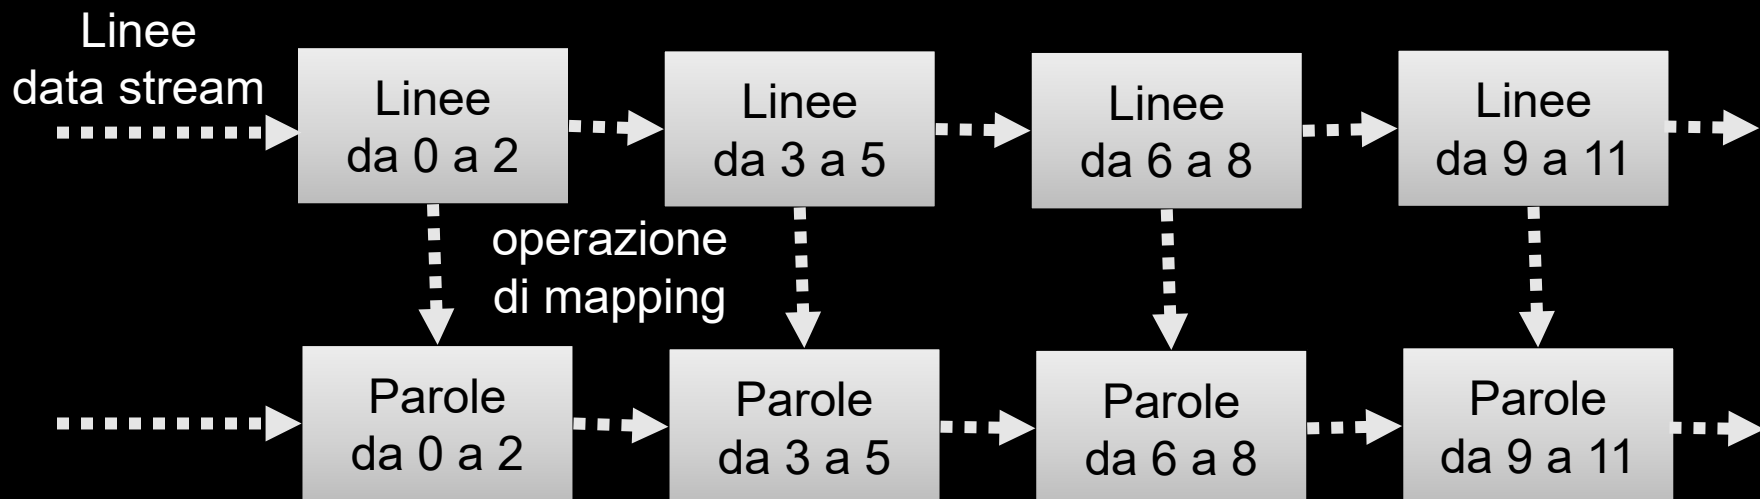 Linee
data stream
Linee
da 0 a 2
Linee
da 3 a 5
Linee
da 6 a 8
Linee
da 9 a 11
operazione
di mapping
Parole
da 0 a 2
Parole
da 3 a 5
Parole
da 6 a 8
Parole
da 9 a 11